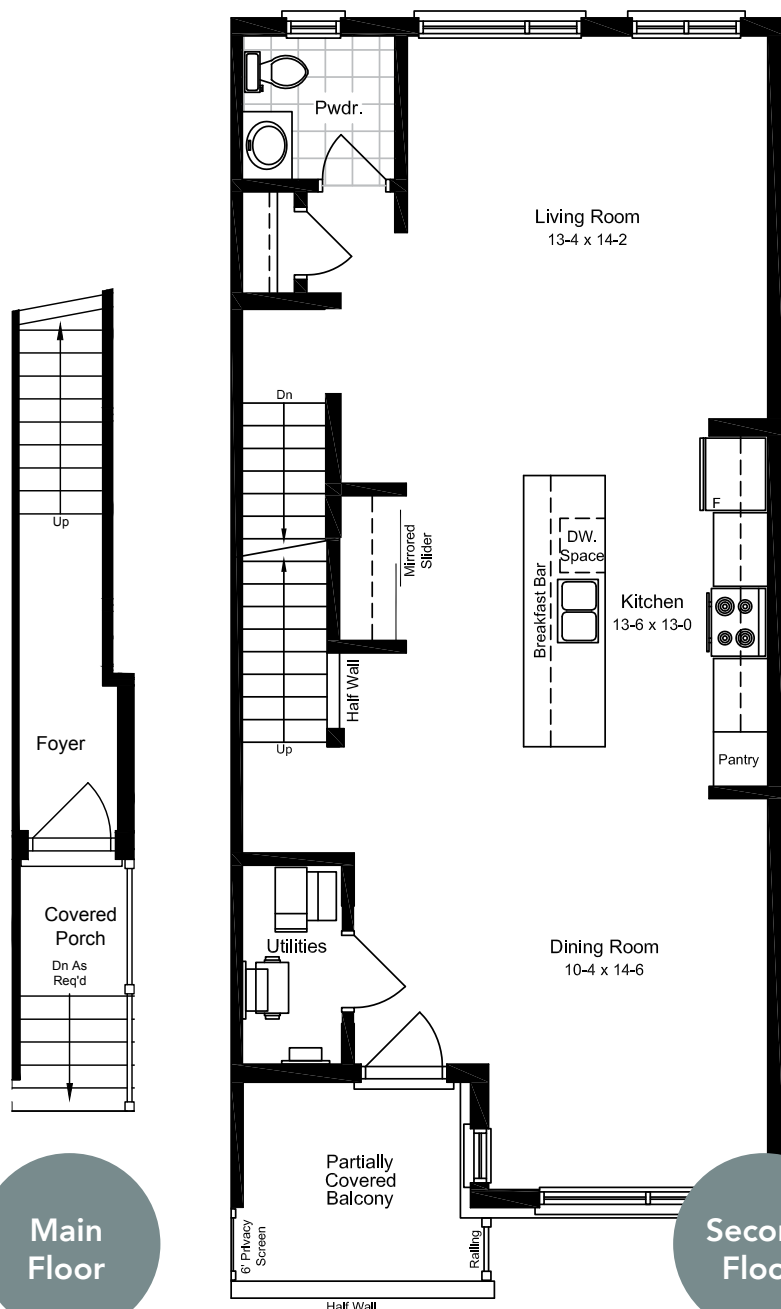 Pwdr.
Living Room
13-4 x 14-2
Dn
Up
F
DW.
Space
Mirrored
Slider
Breakfast Bar
Kitchen
13-6 x 13-0
Half Wall
Up
Pantry
Foyer
Covered
Porch
Dn As
Req'd
Utilities
Dining Room
10-4 x 14-6
Partially
Covered
Balcony
6' Privacy
Screen
Railing
Half Wall
Main
Floor
Secon
Floo